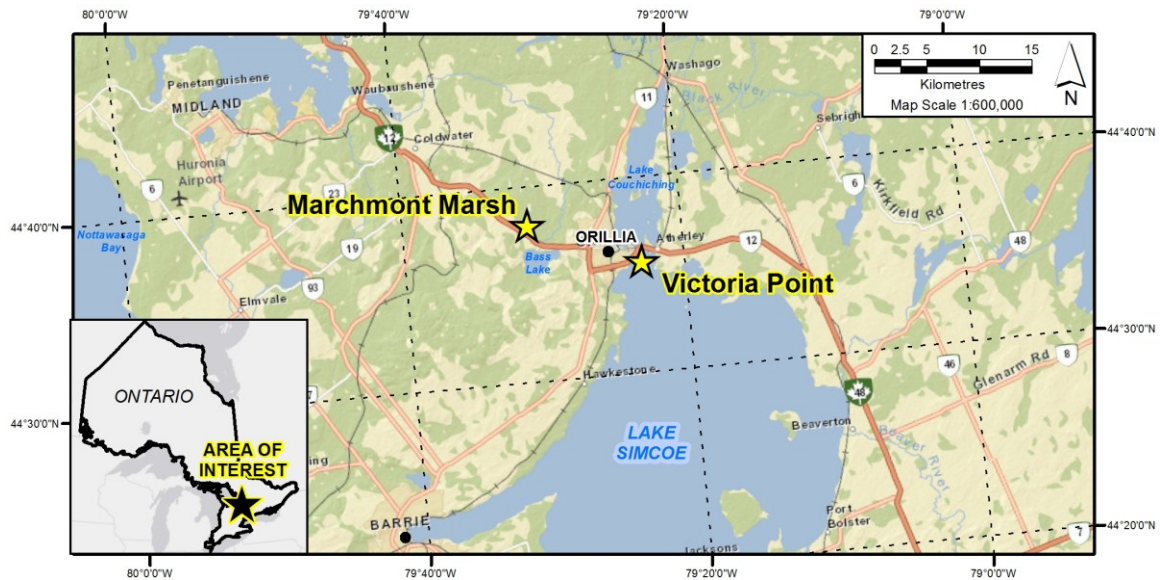 80°0'0"W
79°40'0"W
79°20'0"W
79°0'0"W
0 2.5 5 10 15
Kilometres
Map Scale 1:600,000
N
Washago
Black River
Penetanguishene
Waubaushene
MIDLAND
11
Sebrigh
12
Coldwater
44°40'0"N
Huronia
Airport
Lake
Couchiching
6
23
6
Kirkfield Rd
Marchmont Marsh
44°40'0"N
Nottawasaga
Bay
ORILLIA
Atherley
12
48
19
Bass
Lake
Victoria Point
93
Elmvale
44°30'0"N
46
Glenarm Rd
8
Hawkestone
ONTARIO
48
44°30'0"N
LAKE
SIMCOE
Beaverton
Beaver River
AREA OF
INTEREST
BARRIE
Port
Bolster
44°20'0"N
7
Jacksons
80°0'0"W
79°40'0"W
79°20'0"W
79°0'0"W